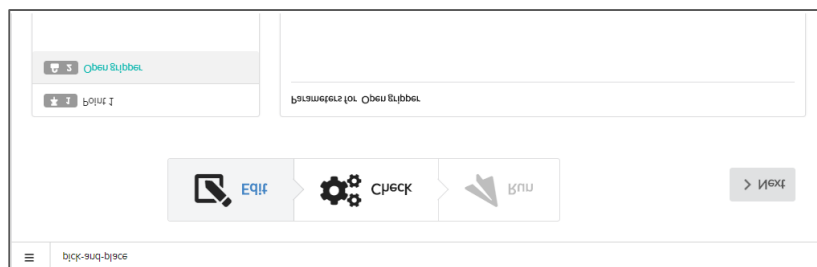 pick-and-place
Edit Check Run Next
1 Point 1 Parameters for Open gripper
2 Open gripper